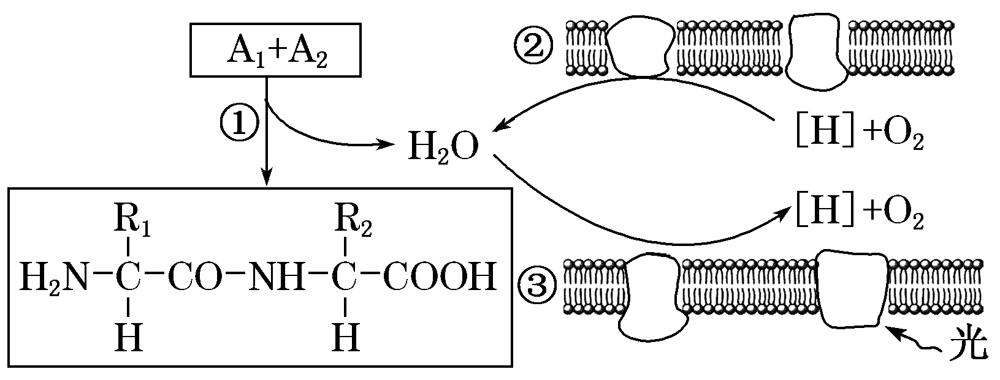 A₁+A₂
①
②
[H]+O₂
H₂O
[H]+O₂
R₁ R₂
H₂N－C－CO－NH－C－COOH
H H
③
光